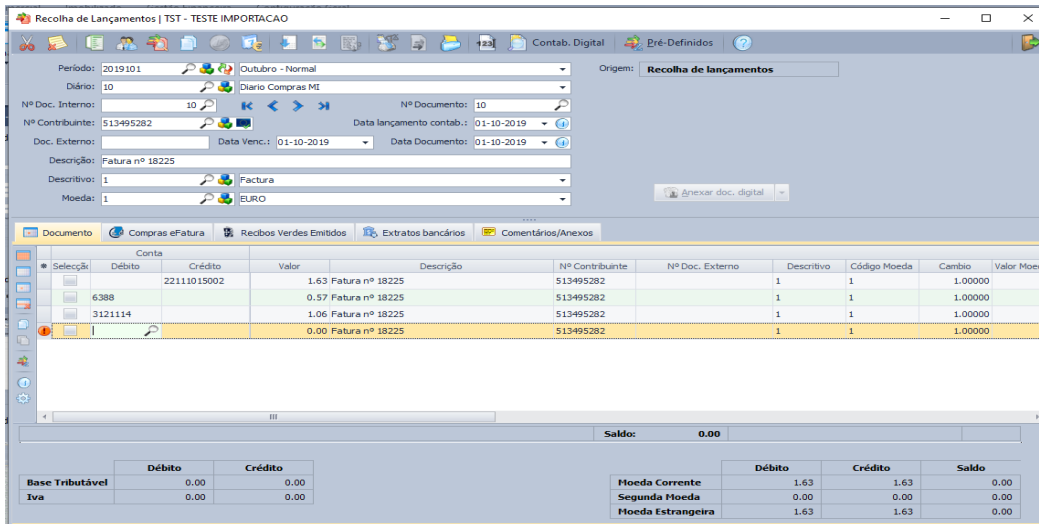 Recolha de Lançamentos | TST - TESTE IMPORTACAO
123 Contab. Digital Pré-Definidos
Período: 2019101 Outubro - Normal Origem: Recolha de lançamentos
Diário: 10 Diario Compras MI
Nº Doc. Interno: 10 Nº Documento: 10
Nº Contribuinte: 513495282 Data lançamento contab.: 01-10-2019
Doc. Externo: Data Venc.: 01-10-2019 Data Documento: 01-10-2019
Descrição: Fatura nº 18225
Descritivo: 1 Factura
Moeda: 1 EURO
Anexar doc. digital
Documento Compras eFatura Recibos Verdes Emitidos Extratos bancários Comentários/Anexos
Conta
Selecção Débito Crédito Valor Descrição Nº Contribuinte Nº Doc. Externo Descritivo Código Moeda Cambio Valor Moe
22111015002 1.63 Fatura nº 18225 513495282 1 1 1.00000
6388 0.57 Fatura nº 18225 513495282 1 1 1.00000
3121114 1.06 Fatura nº 18225 513495282 1 1 1.00000
0.00 Fatura nº 18225 513495282 1 1 1.00000
Saldo: 0.00
Débito Crédito Débito Crédito Saldo
Base Tributável 0.00 0.00 Moeda Corrente 1.63 1.63 0.00
Iva 0.00 0.00 Segunda Moeda 0.00 0.00 0.00
Moeda Estrangeira 1.63 1.63 0.00